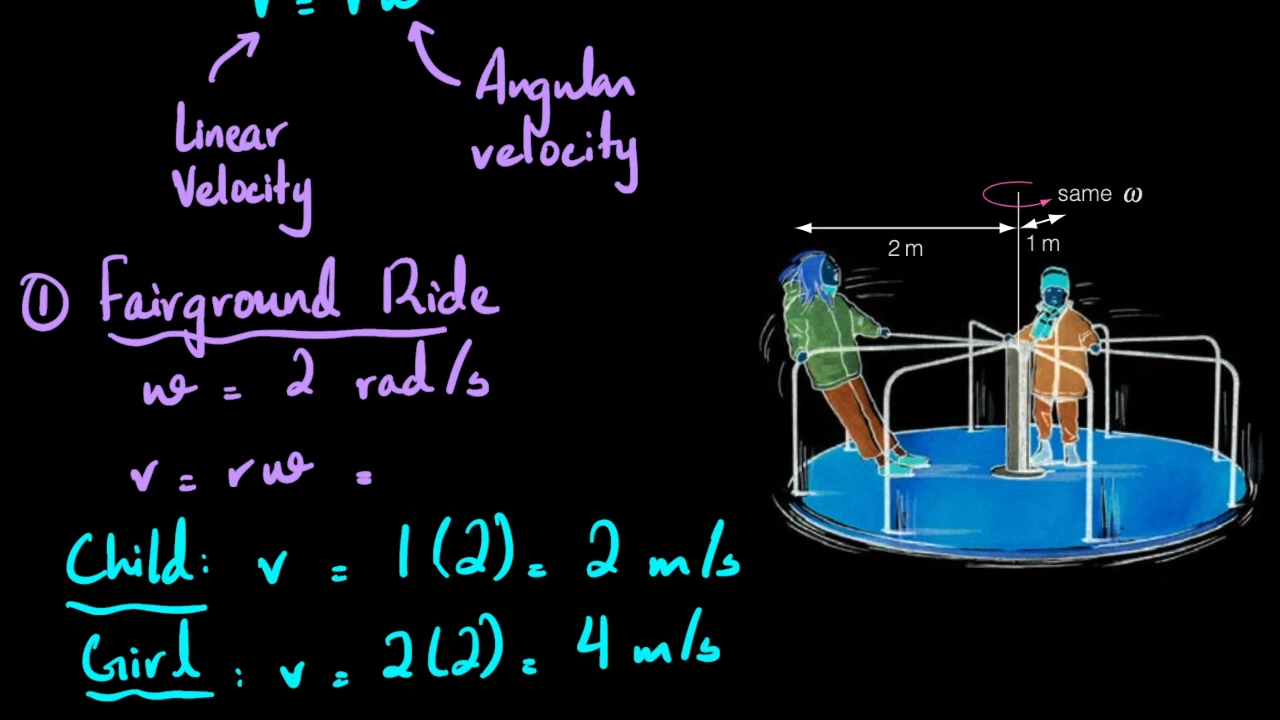 v = rω
Linear
Velocity
Angular
velocity
① Fairground Ride
ω = 2 rad/s
v = rω =
Child: v = 1(2) = 2 m/s
Girl : v = 2(2) = 4 m/s
same ω
2 m
1 m